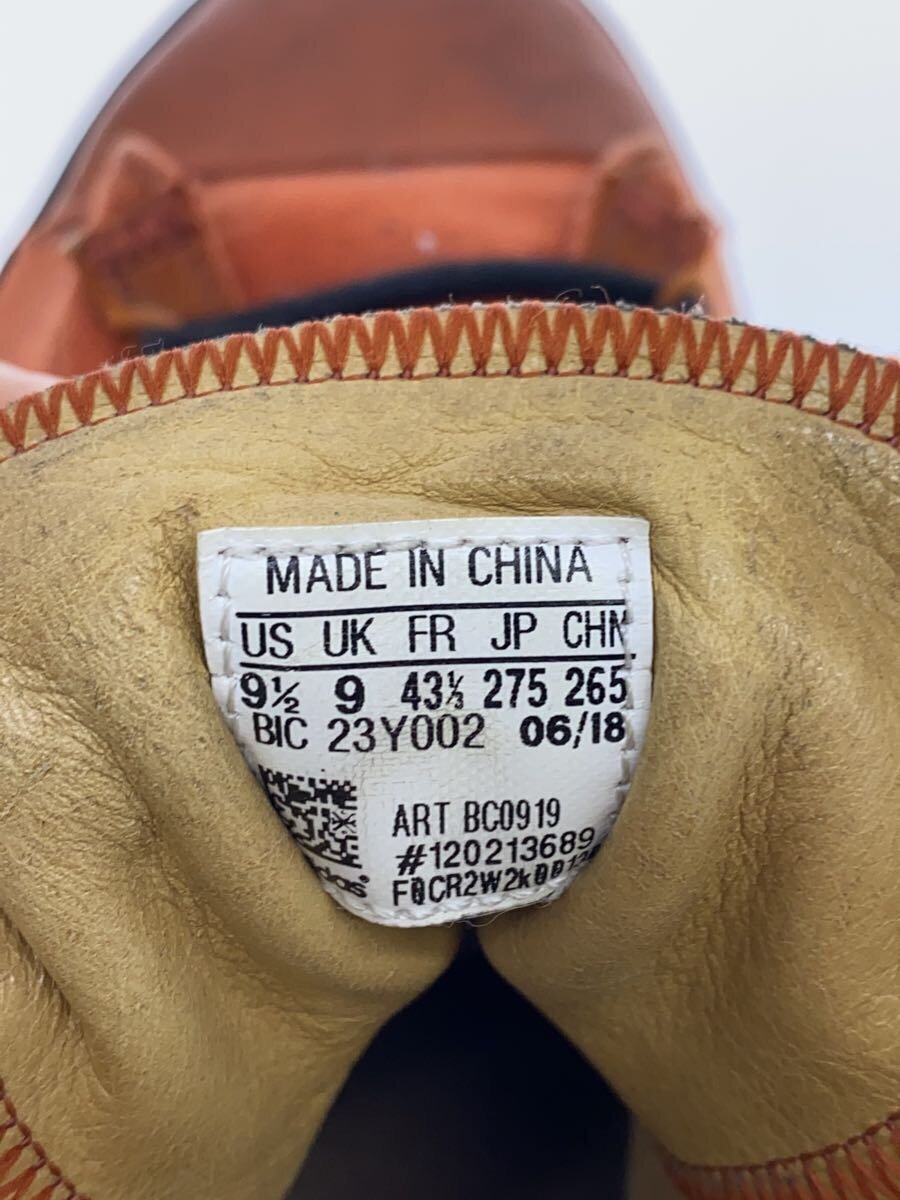 MADE IN CHINA
US UK FR JP CHN
9½ 9 43⅓ 275 265
BIC 23Y002 06/18
ART BC0919
#120213689